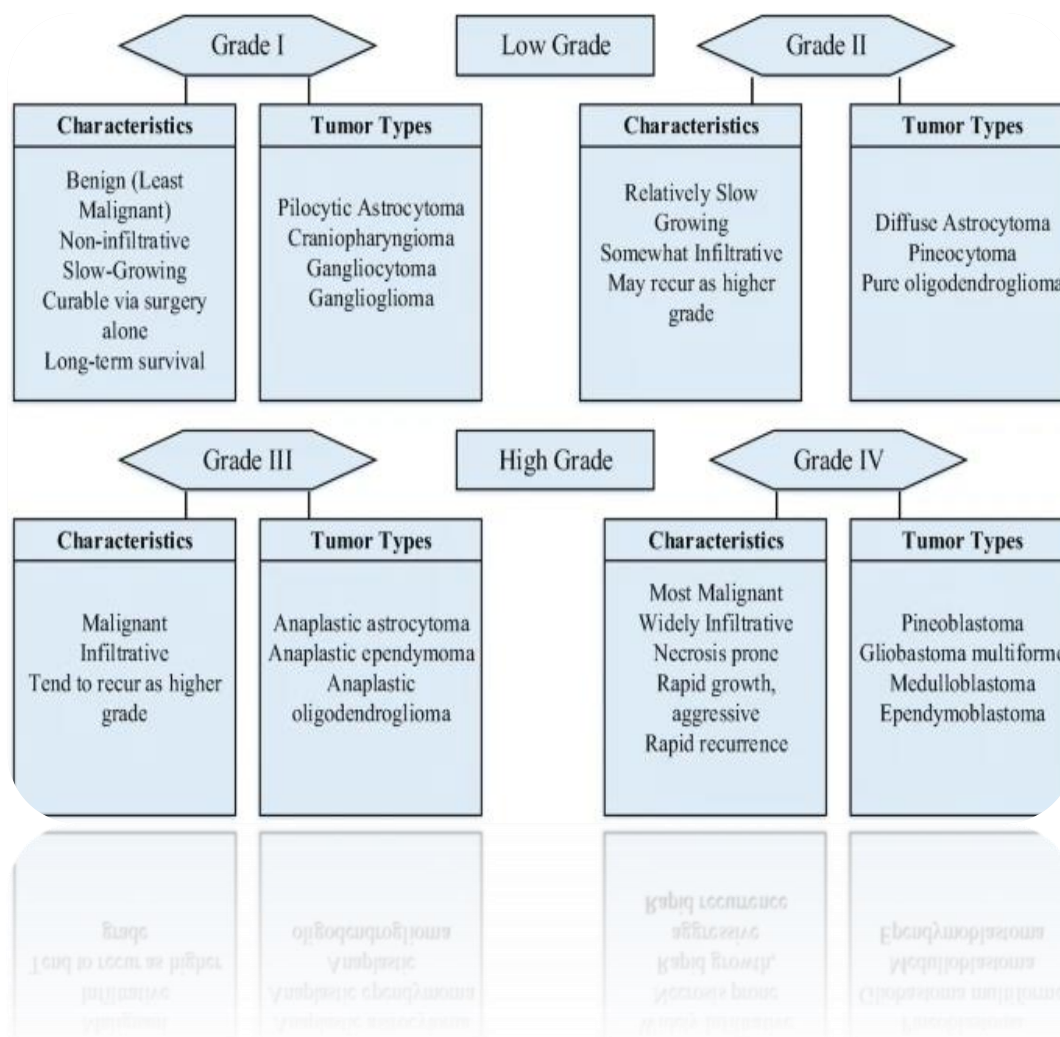 Grade I
Low Grade
Grade II
Characteristics
Benign (Least
Malignant)
Non-infiltrative
Slow-Growing
Curable via surgery
alone
Long-term survival
Tumor Types
Pilocytic Astrocytoma
Craniopharyngioma
Gangliocytoma
Ganglioglioma
Characteristics
Relatively Slow
Growing
Somewhat Infiltrative
May recur as higher
grade
Tumor Types
Diffuse Astrocytoma
Pineocytoma
Pure oligodendroglioma
Grade III
High Grade
Grade IV
Characteristics
Malignant
Infiltrative
Tend to recur as higher
grade
Tumor Types
Anaplastic astrocytoma
Anaplastic ependymoma
Anaplastic
oligodendroglioma
Characteristics
Most Malignant
Widely Infiltrative
Necrosis prone
Rapid growth,
aggressive
Rapid recurrence
Tumor Types
Pineoblastoma
Gliobastoma multiforme
Medulloblastoma
Ependymoblastoma